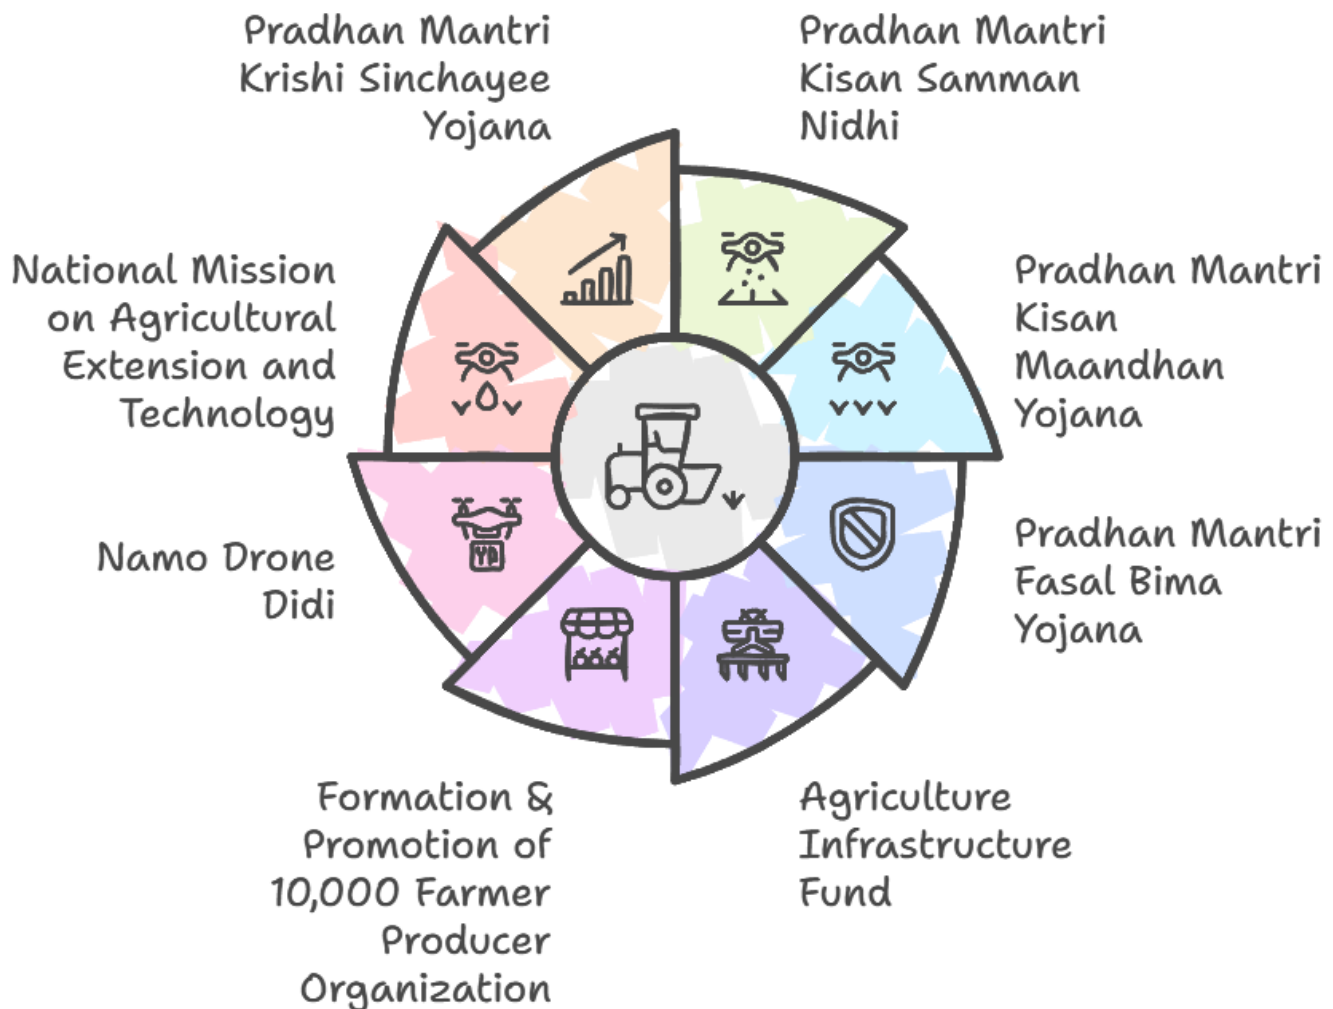 Pradhan Mantri
Krishi Sinchayee
Yojana
Pradhan Mantri
Kisan Samman
Nidhi
National Mission
on Agricultural
Extension and
Technology
Pradhan Mantri
Kisan
Maandhan
Yojana
Namo Drone
Didi
Pradhan Mantri
Fasal Bima
Yojana
Formation &
Promotion of
10,000 Farmer
Producer
Organization
Agriculture
Infrastructure
Fund